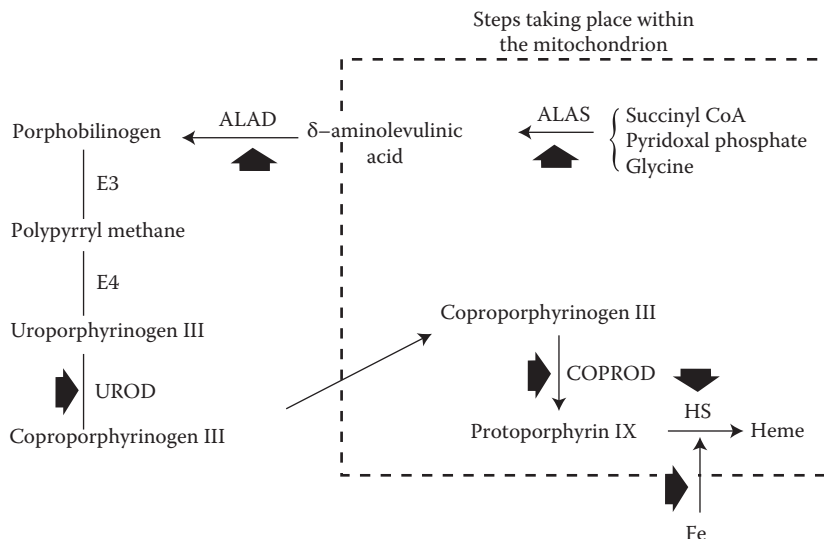 Steps taking place within
the mitochondrion
ALAD
ALAS
Succinyl CoA
Porphobilinogen
δ–aminolevulinic
Pyridoxal phosphate
acid
Glycine
E3
Polypyrryl methane
E4
Coproporphyrinogen III
Uroporphyrinogen III
COPROD
UROD
HS
Coproporphyrinogen III
Protoporphyrin IX
Heme
Fe